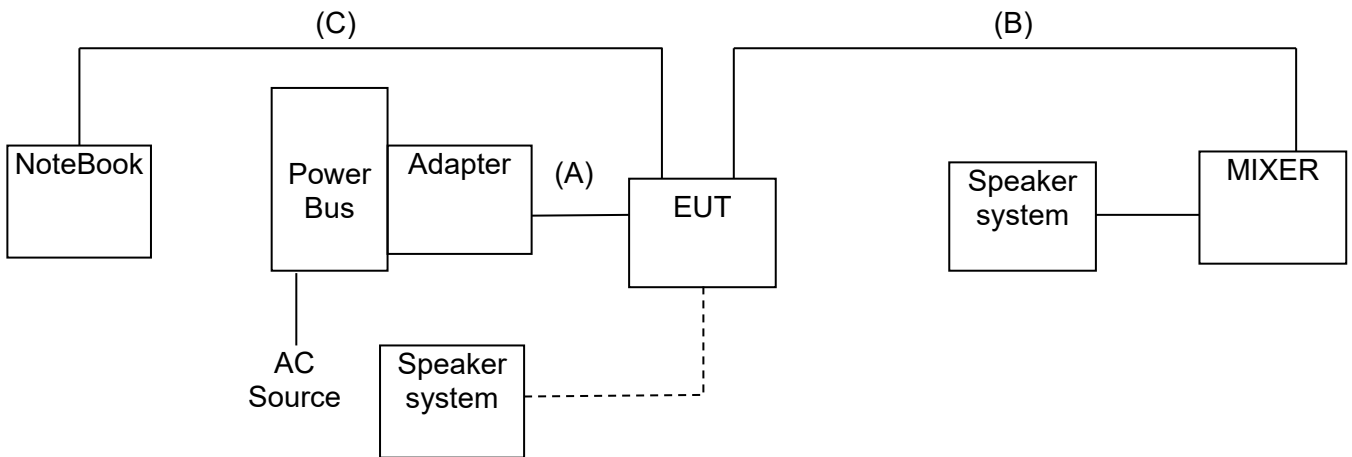 (C)
(B)
NoteBook
Power
Bus
Adapter
(A)
EUT
Speaker
system
MIXER
AC
Source
Speaker
system